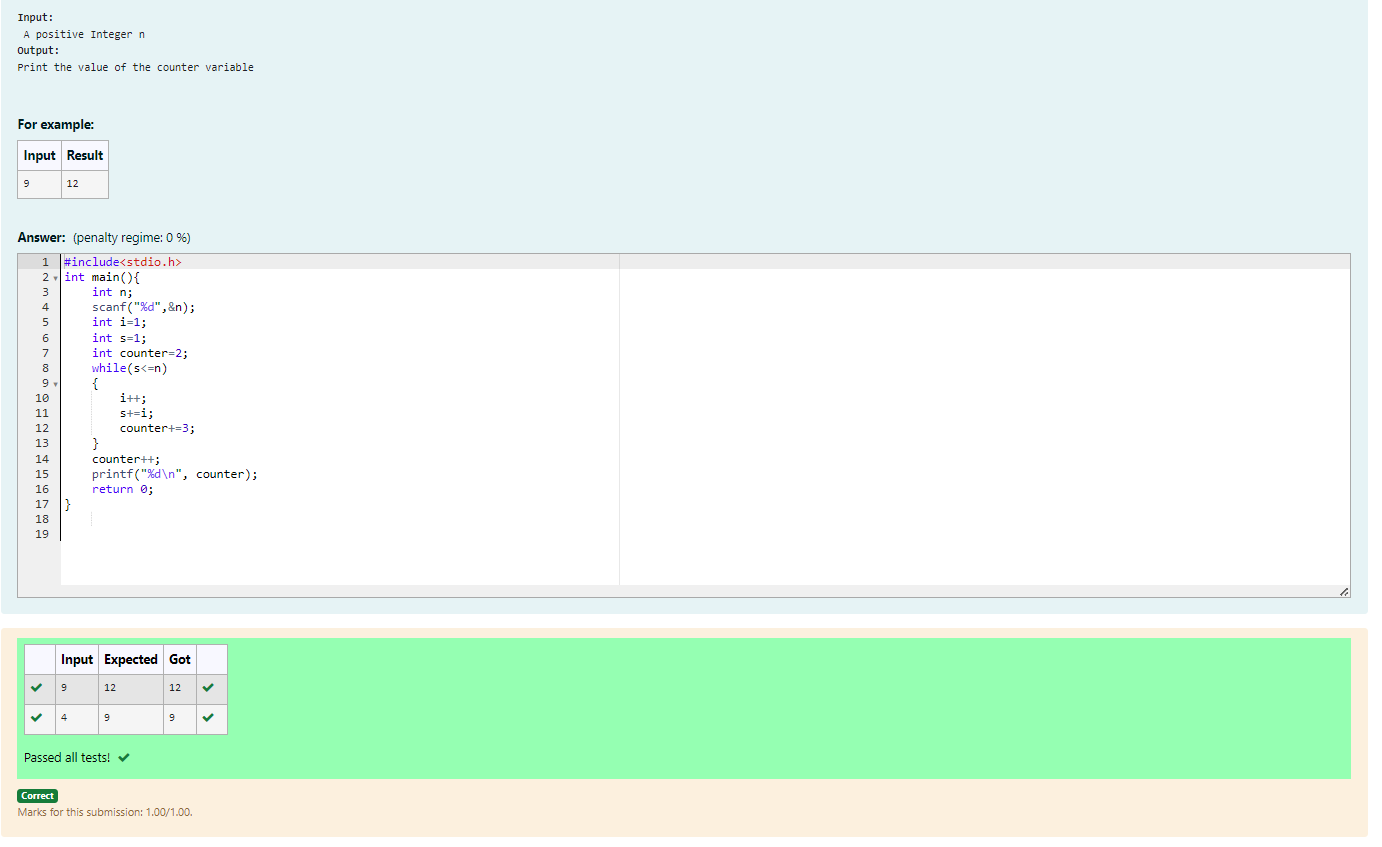 Input:
A positive Integer n
Output:
Print the value of the counter variable
For example:
Input Result
9 12
Answer: (penalty regime: 0 %)
1 #include<stdio.h>
2 int main(){
3 int n;
4 scanf("%d",&n);
5 int i=1;
6 int s=1;
7 int counter=2;
8 while(s<=n)
9 {
10 i++;
11 s+=i;
12 counter+=3;
13 }
14 counter++;
15 printf("%d\n", counter);
16 return 0;
17 }
18
19
Input Expected Got
9 12 12
4 9 9
Passed all tests!
Correct
Marks for this submission: 1.00/1.00.